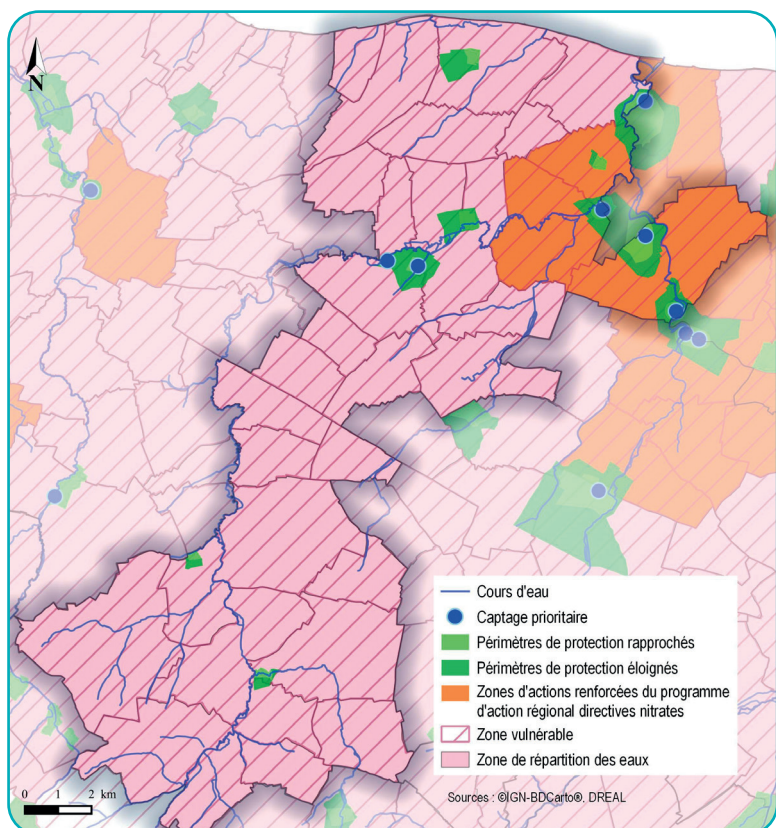 N
Cours d'eau
Captage prioritaire
Périmètres de protection rapprochés
Périmètres de protection éloignés
Zones d'actions renforcées du programme
d'action régional directives nitrates
Zone vulnérable
Zone de répartition des eaux
0 1 2 km
Sources : ©IGN-BDCarto®, DREAL